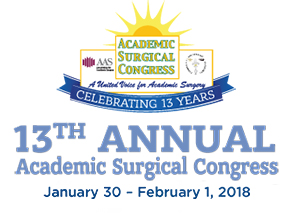 ACADEMIC
SURGICAL
CONGRESS
AAS
A United Voice for Academic Surgery
CELEBRATING 13 YEARS
13TH ANNUAL
Academic Surgical Congress
January 30 – February 1, 2018